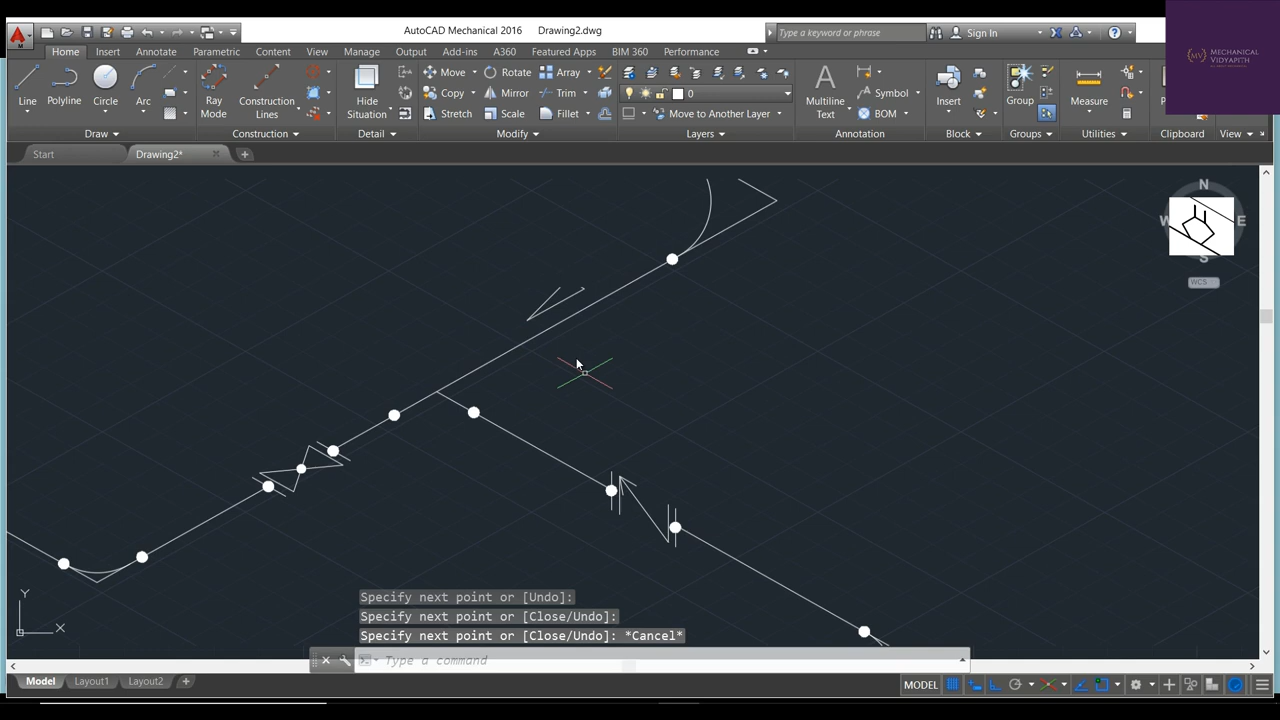 AutoCAD Mechanical 2016 Drawing2.dwg
Type a keyword or phrase
Sign In
MECHANICAL
VIDYAPITH
Home Insert Annotate Parametric Content View Manage Output Add-ins A360 Featured Apps BIM 360 Performance
Line Polyline Circle Arc
Ray Mode
Construction Lines
Hide Situation
Move Rotate Array
Copy Mirror Trim
Stretch Scale Fillet
0
Move to Another Layer
Multiline Text
Symbol
BOM
Insert
Group
Measure
Draw Construction Detail Modify Layers Annotation Block Groups Utilities Clipboard View
Start Drawing2*
N
W E
S
WCS
Y
X
Specify next point or [Undo]:
Specify next point or [Close/Undo]:
Specify next point or [Close/Undo]: *Cancel*
Type a command
Model Layout1 Layout2
MODEL